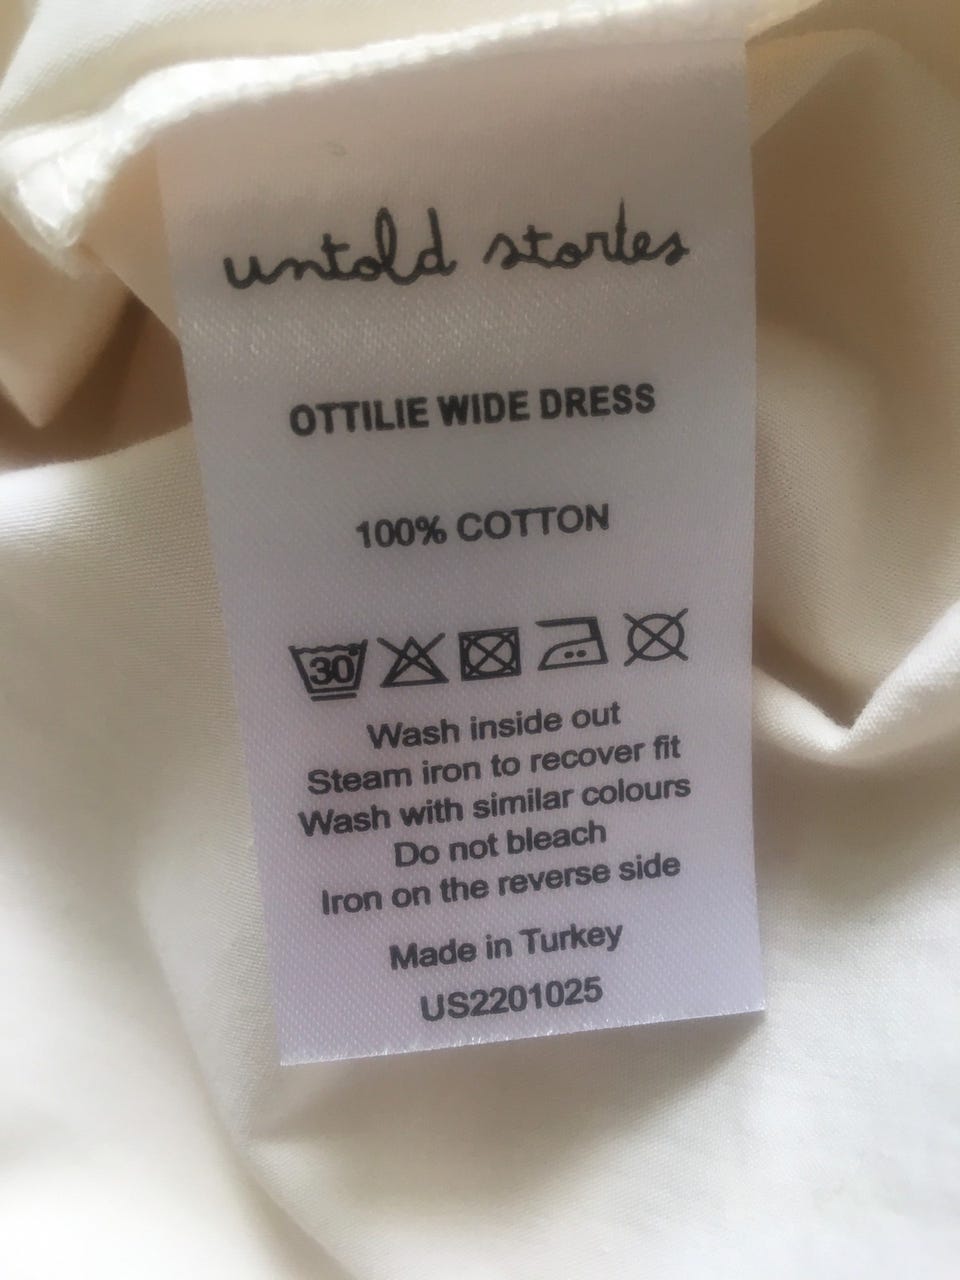 untold stories
OTTILIE WIDE DRESS
100% COTTON
30°
Wash inside out
Steam iron to recover fit
Wash with similar colours
Do not bleach
Iron on the reverse side
Made in Turkey
US2201025